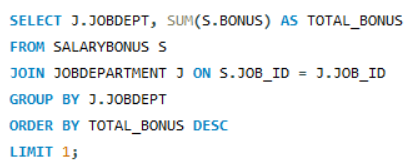 SELECT J.JOBDEPT, SUM(S.BONUS) AS TOTAL_BONUS
FROM SALARYBONUS S
JOIN JOBDEPARTMENT J ON S.JOB_ID = J.JOB_ID
GROUP BY J.JOBDEPT
ORDER BY TOTAL_BONUS DESC
LIMIT 1;